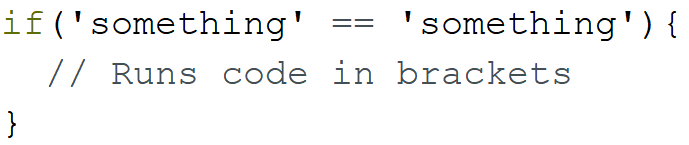 if('something' == 'something'){
// Runs code in brackets
}